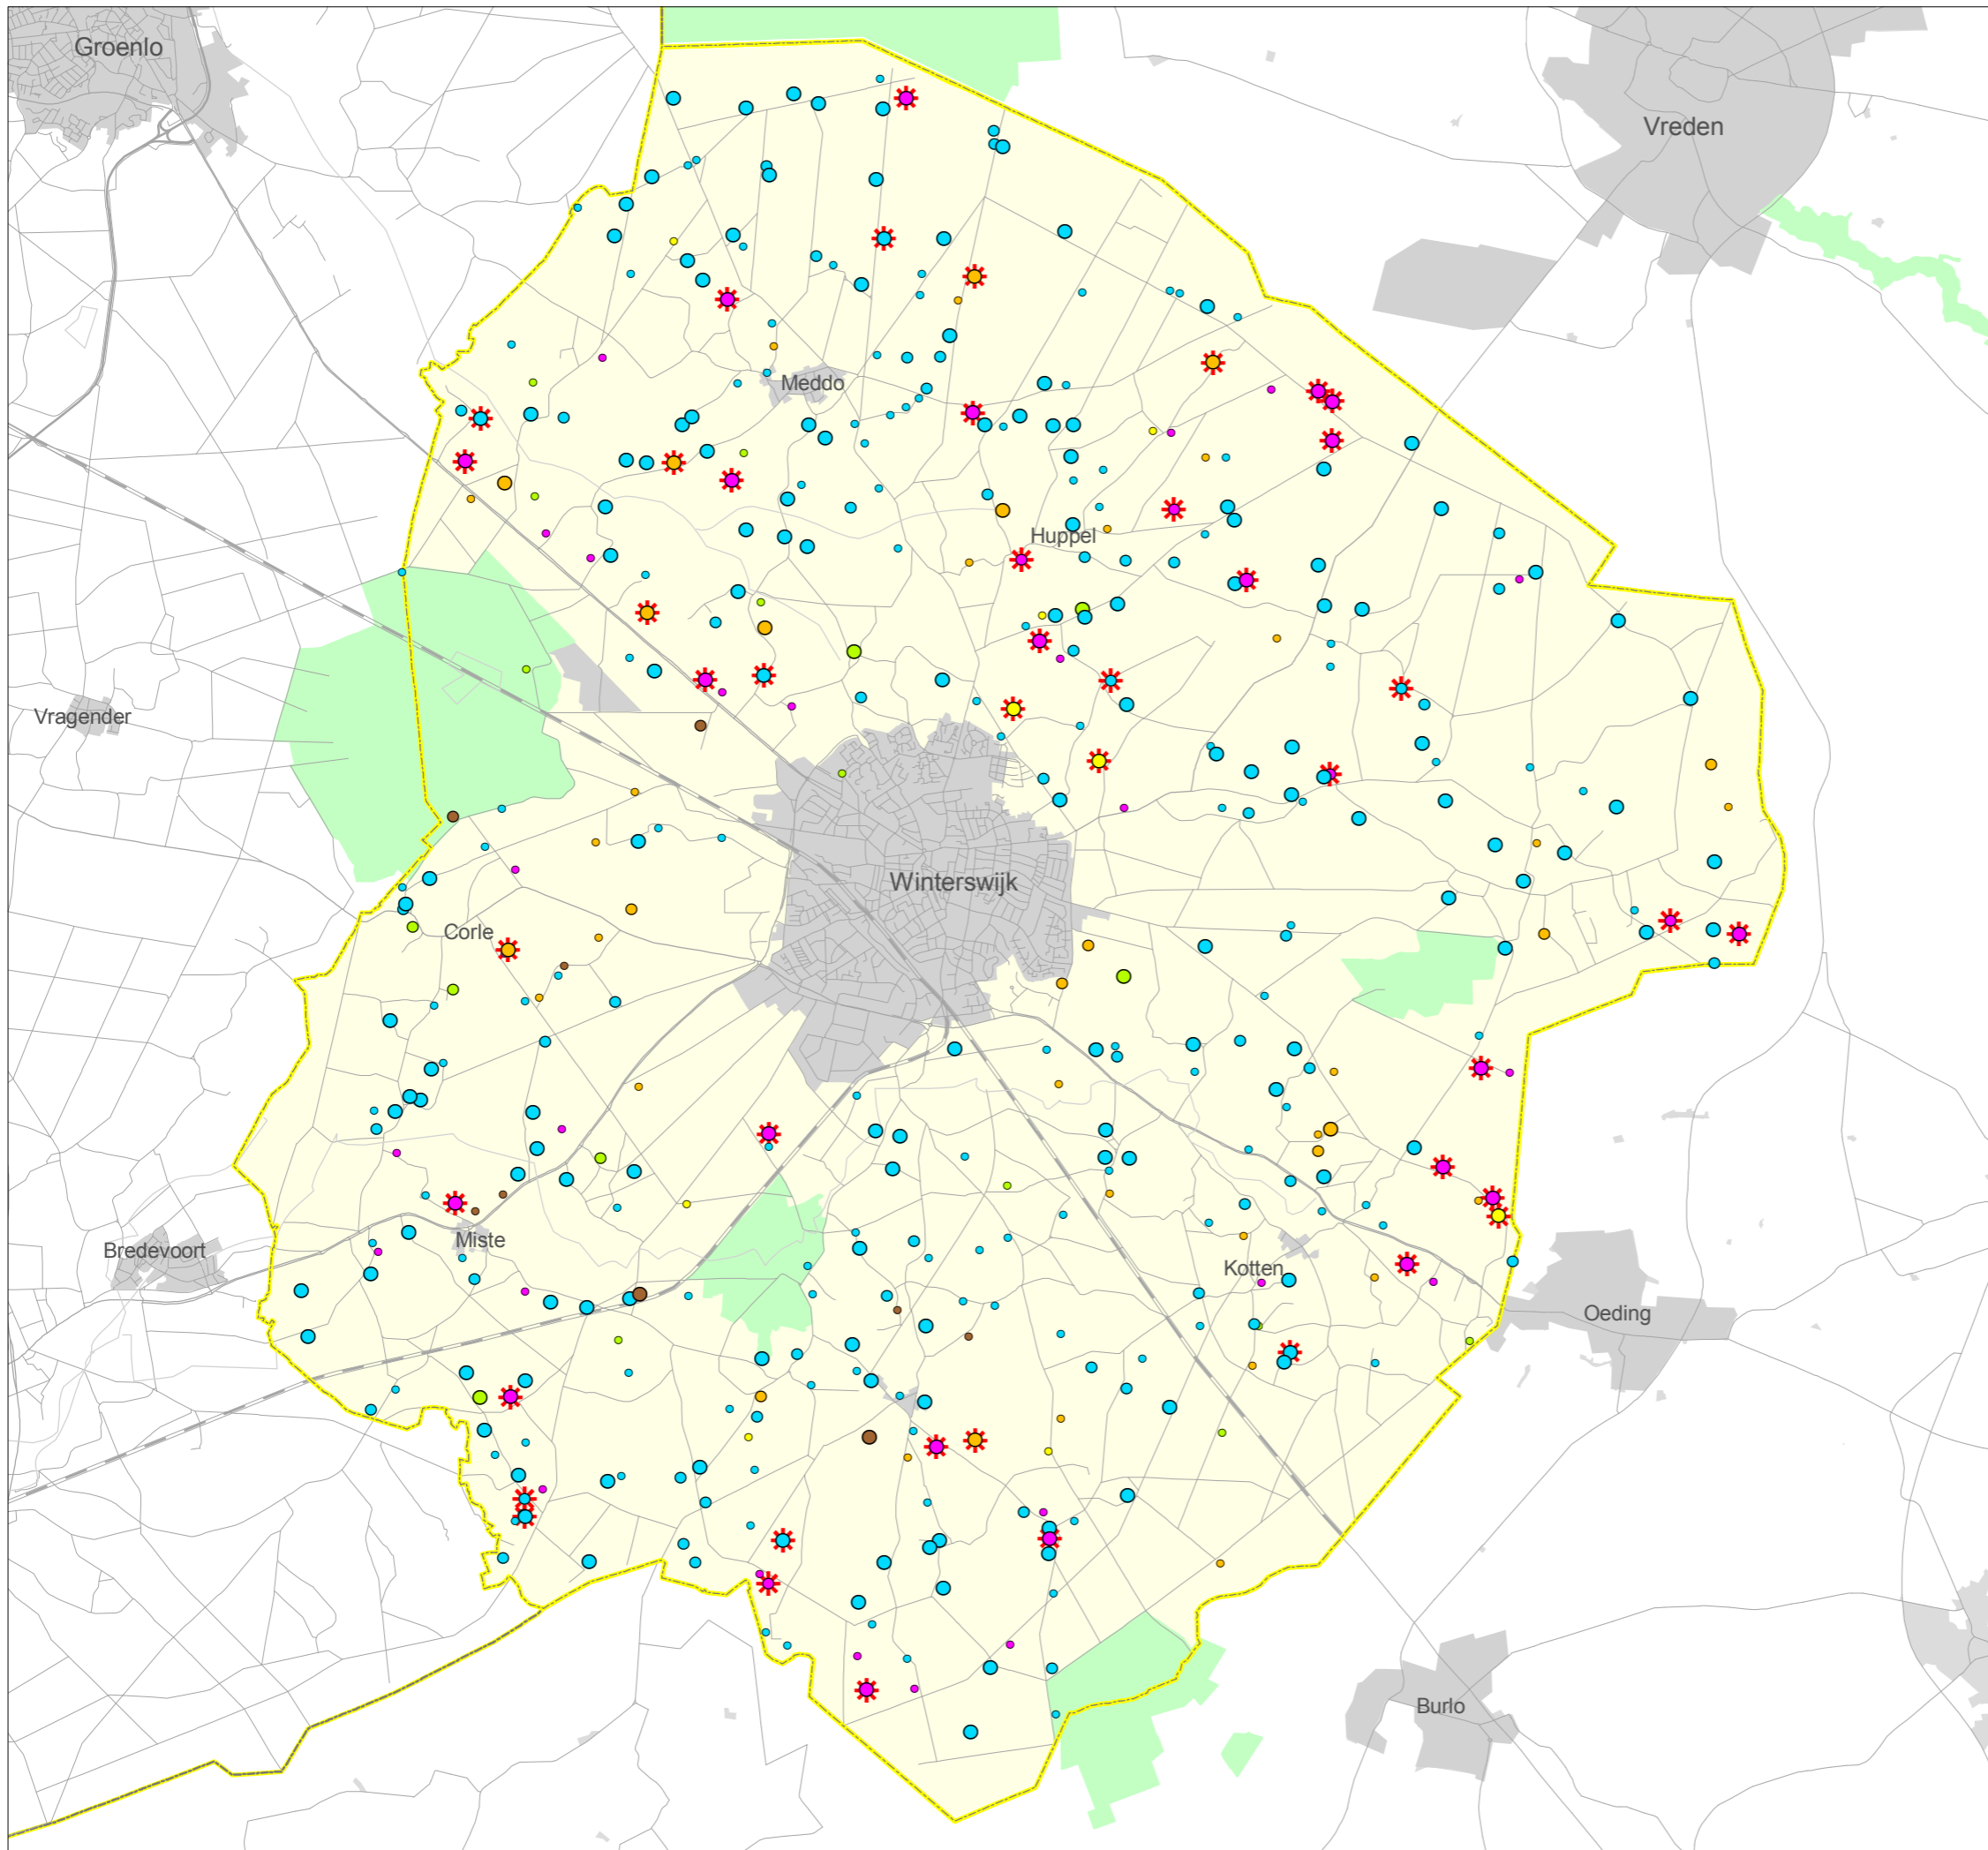 Groenlo
Vreden
Meddo
Huppel
Vragender
Winterswijk
Corle
Miste
Bredevoort
Kotten
Oeding
Burlo